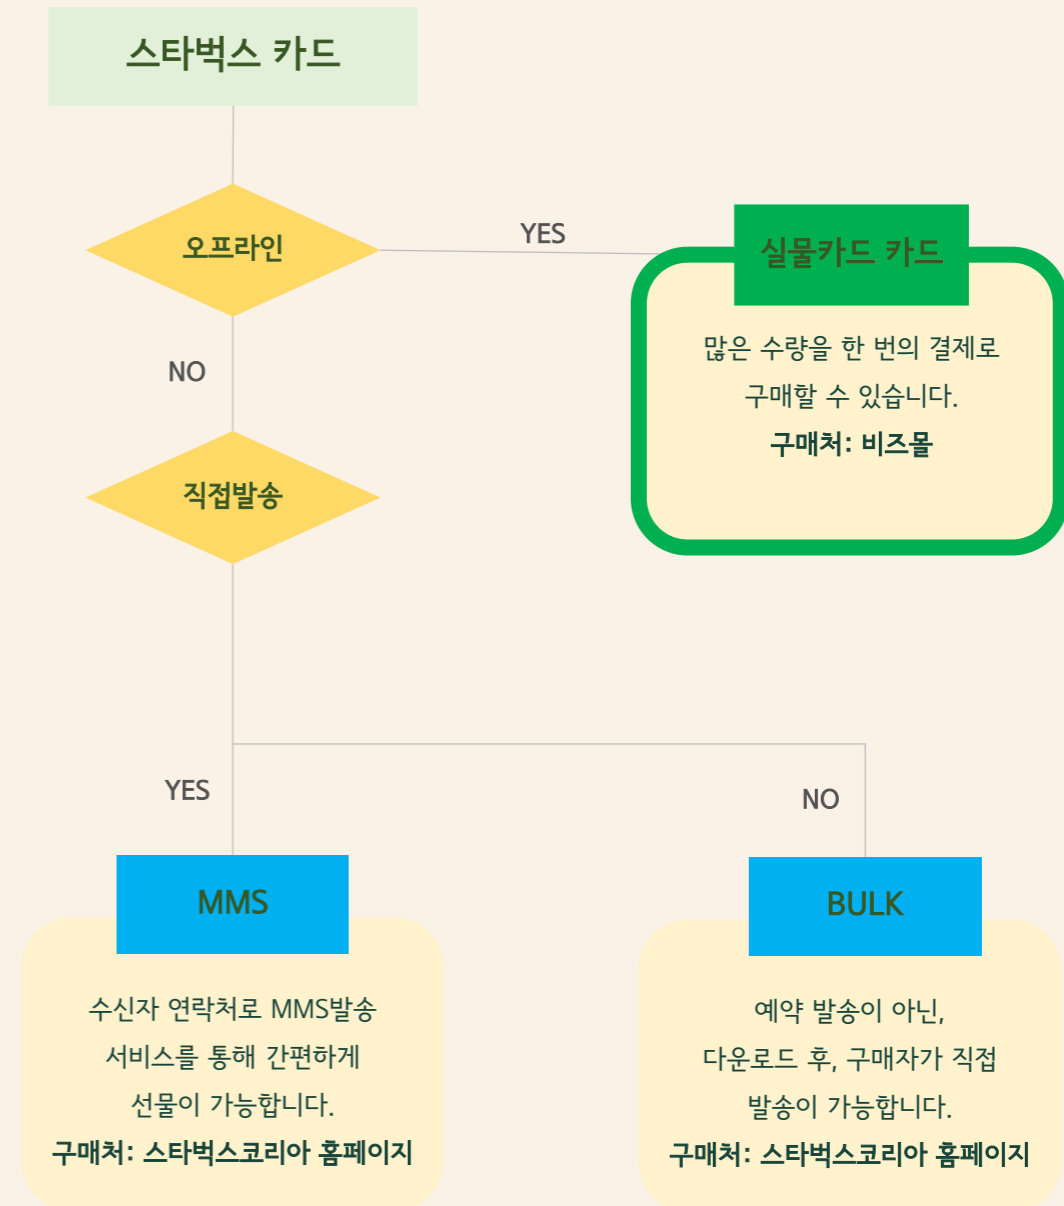 스타벅스 카드
오프라인
YES
실물카드 카드
많은 수량을 한 번의 결제로
구매할 수 있습니다.
구매처: 비즈몰
NO
직접발송
YES
NO
MMS
수신자 연락처로 MMS발송
서비스를 통해 간편하게
선물이 가능합니다.
구매처: 스타벅스코리아 홈페이지
BULK
예약 발송이 아닌,
다운로드 후, 구매자가 직접
발송이 가능합니다.
구매처: 스타벅스코리아 홈페이지